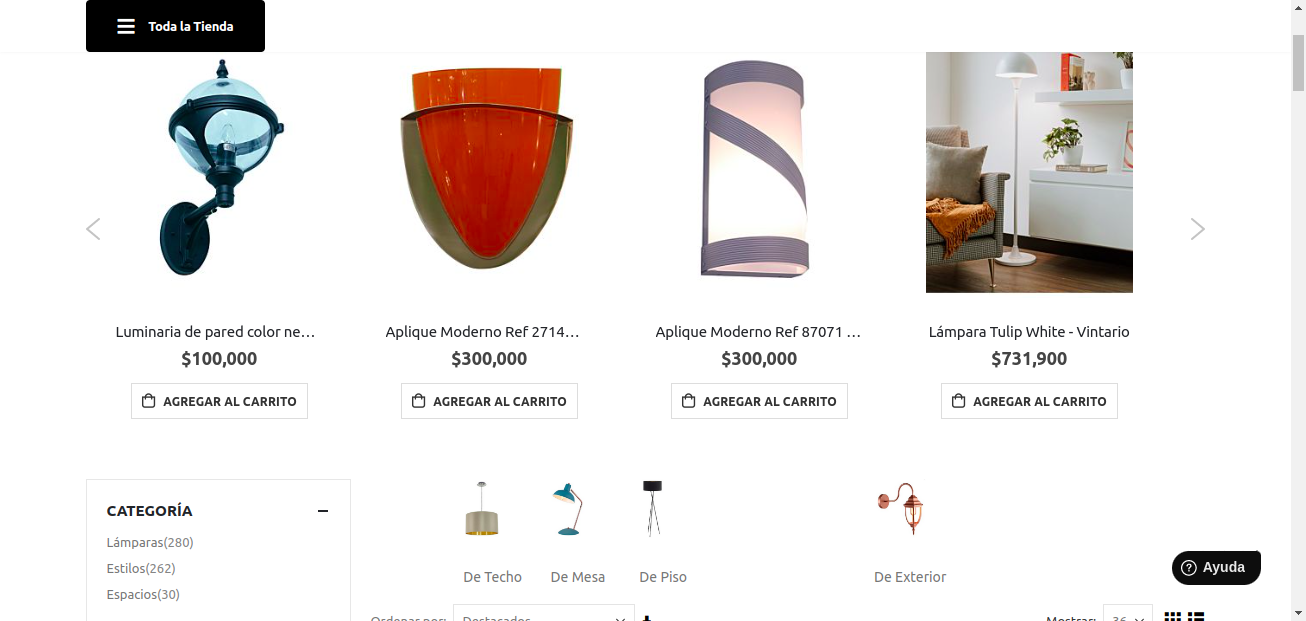 Toda la Tienda
Luminaria de pared color ne...
Aplique Moderno Ref 2714...
Aplique Moderno Ref 87071 ...
Lámpara Tulip White - Vintario
$100,000
$300,000
$300,000
$731,900
AGREGAR AL CARRITO
AGREGAR AL CARRITO
AGREGAR AL CARRITO
AGREGAR AL CARRITO
CATEGORÍA
Lámparas(280)
Estilos(262)
Espacios(30)
De Techo
De Mesa
De Piso
De Exterior
Ayuda
Ordenar por:
Destacados
Mostrar:
36